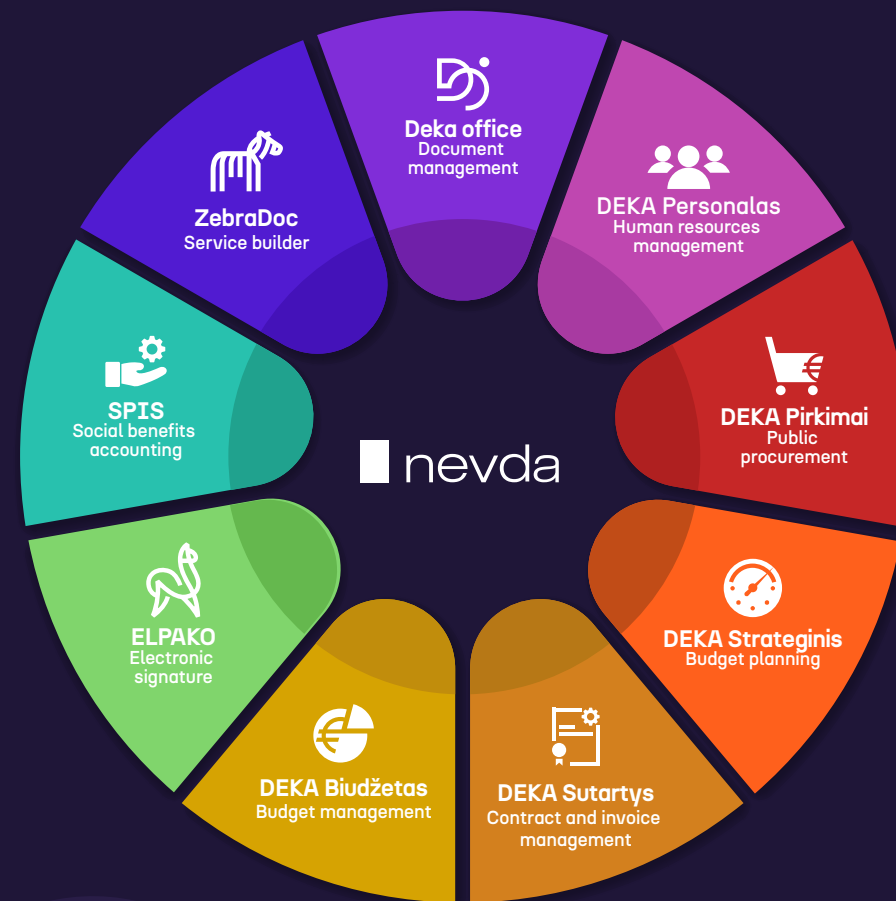 Deka office
Document
management
DEKA Personalas
Human resources
management
DEKA Pirkimai
Public
procurement
DEKA Strateginis
Budget planning
DEKA Sutartys
Contract and invoice
management
DEKA Biudžetas
Budget management
ELPAKO
Electronic
signature
SPIS
Social benefits
accounting
ZebraDoc
Service builder
nevda